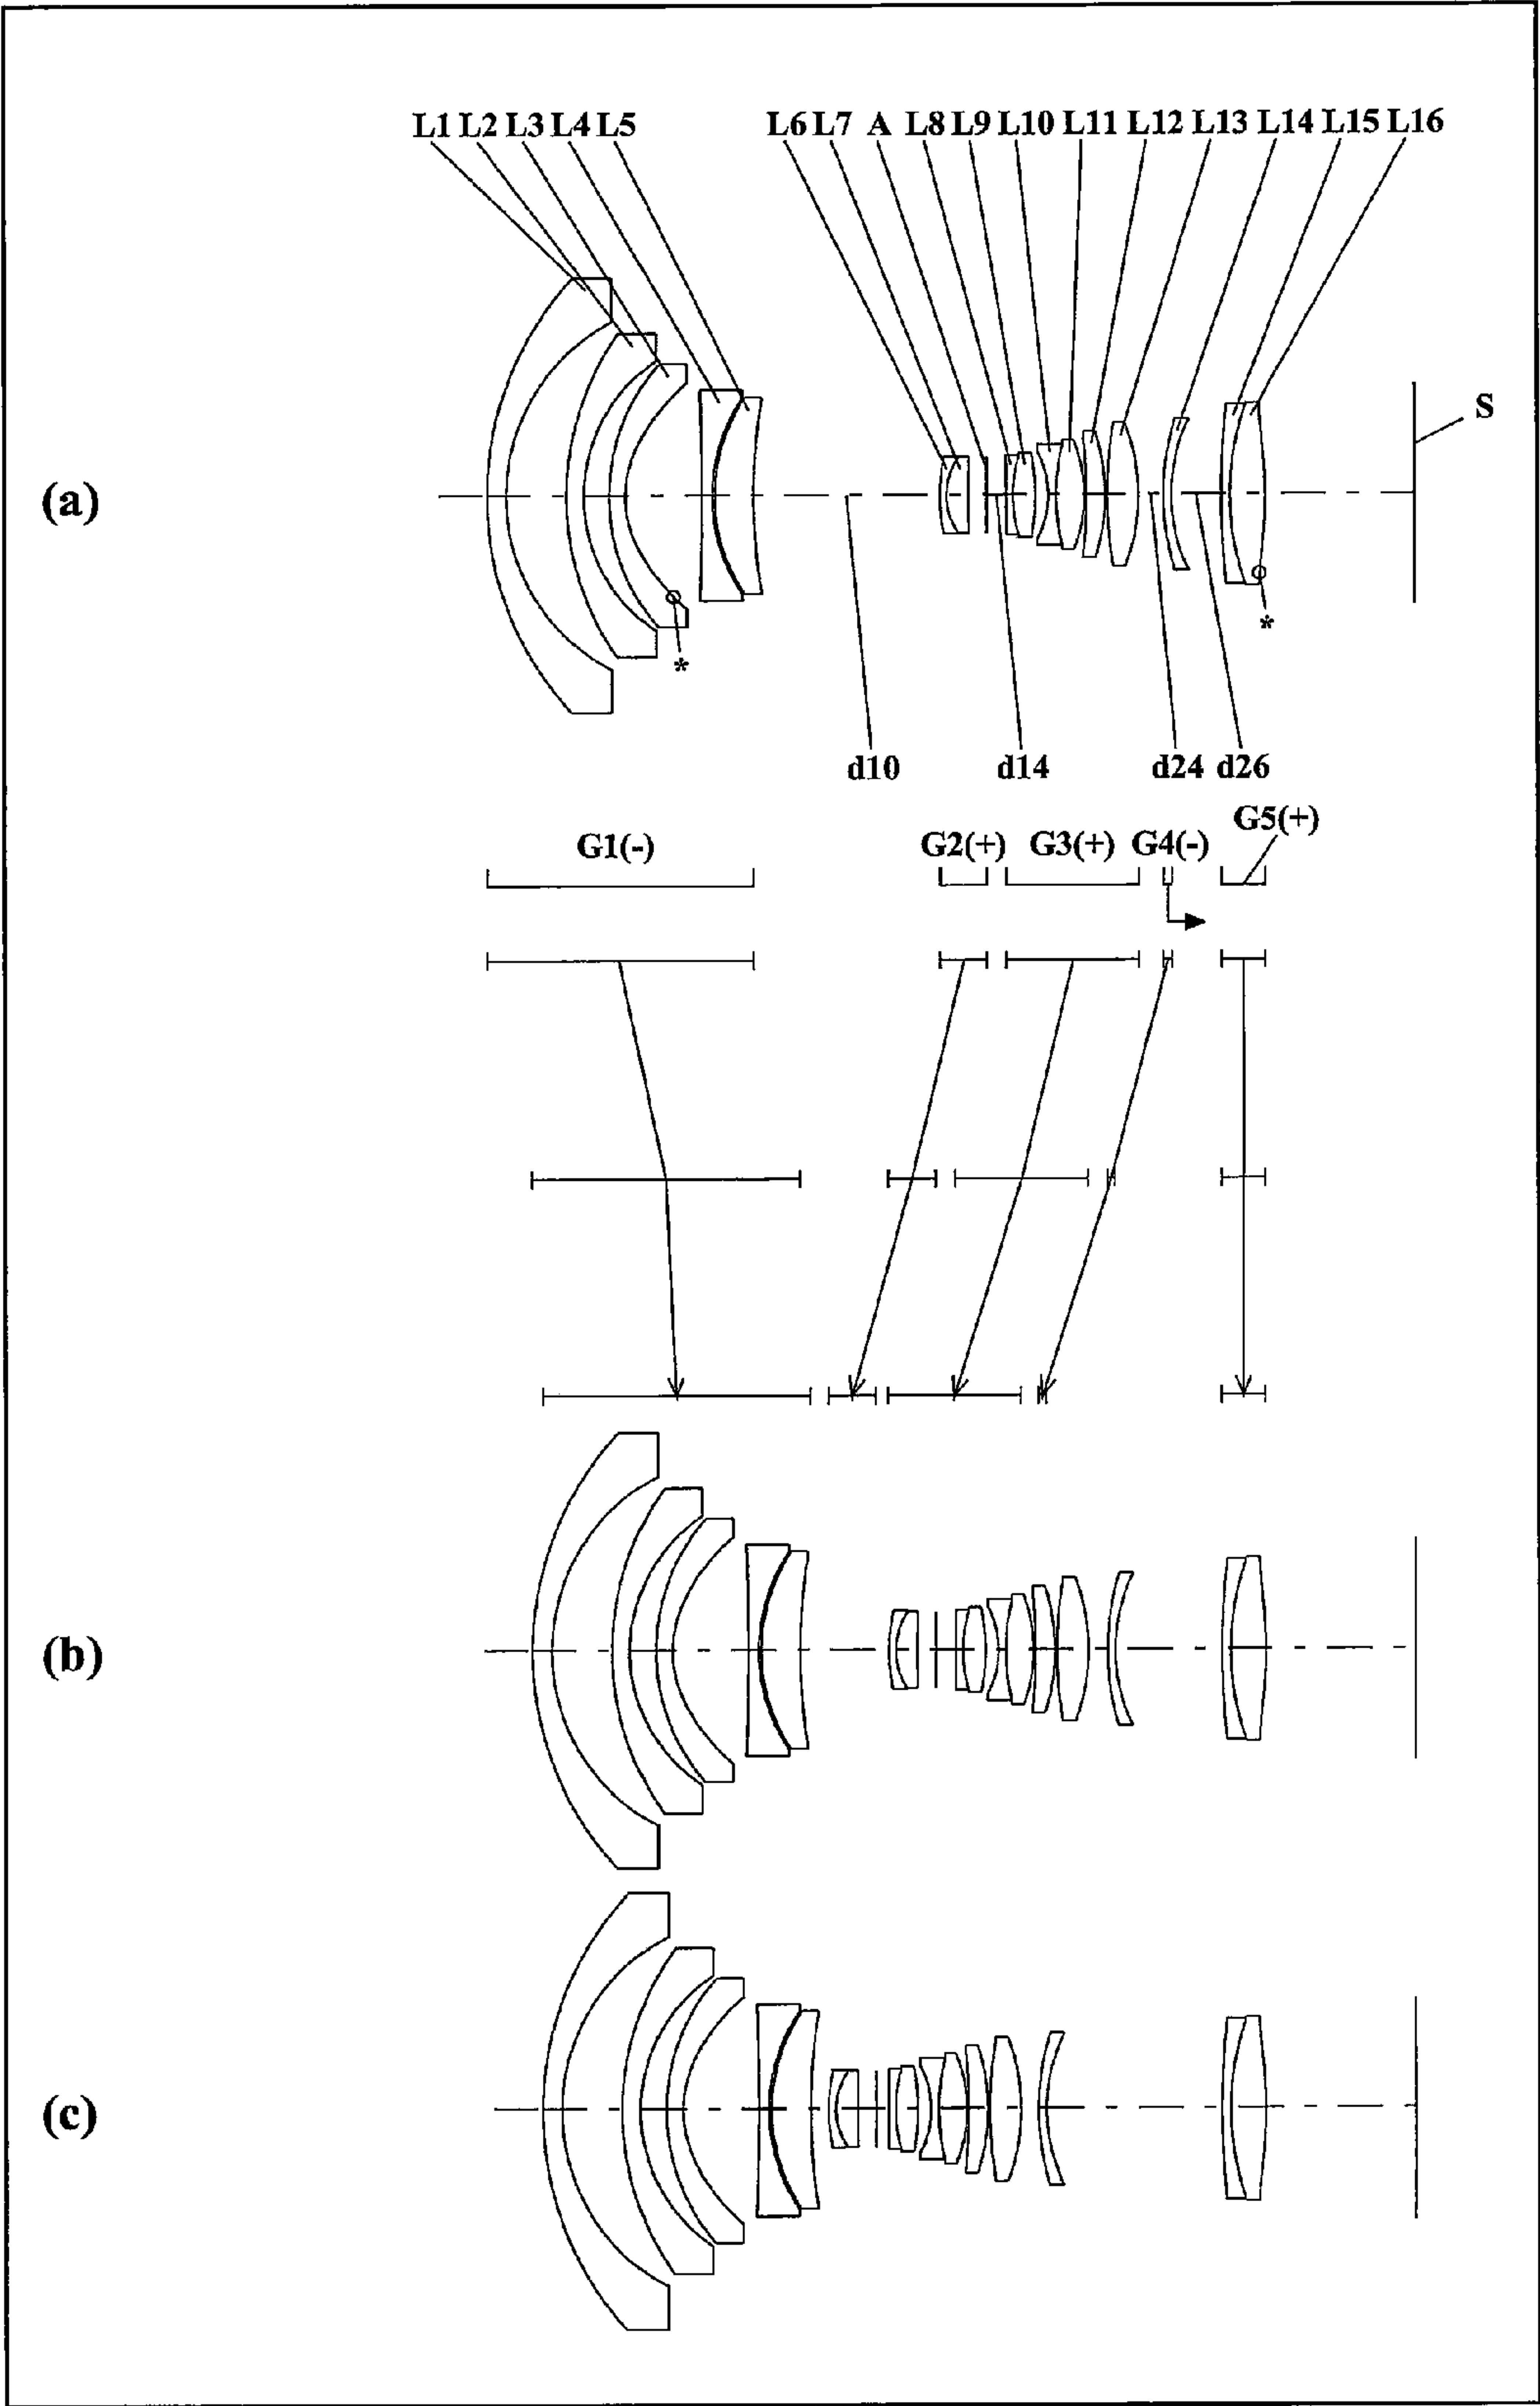 L1 L2 L3 L4 L5 L6 L7 A L8 L9 L10 L11 L12 L13 L14 L15 L16
S
(a)
*
*
d10 d14 d24 d26
G1(-) G2(+) G3(+) G4(-) G5(+)
(b)
(c)